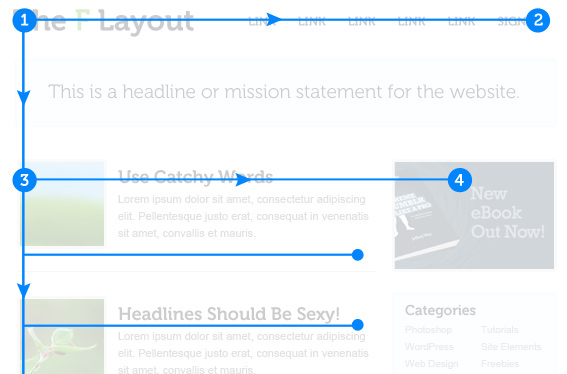 1
The F Layout
LINK LINK LINK LINK LINK SIGN
2
This is a headline or mission statement for the website.
3
Use Catchy Words
4
Lorem ipsum dolor sit amet, consectetur adipiscing
elit. Pellentesque justo erat, consequat in venenatis
sit amet, convallis et mauris.
New
eBook
Out Now!
Headlines Should Be Sexy!
Lorem ipsum dolor sit amet, consectetur adipiscing
elit. Pellentesque justo erat, consequat in venenatis
sit amet, convallis et mauris.
Categories
Photoshop Tutorials
WordPress Site Elements
Web Design Freebies